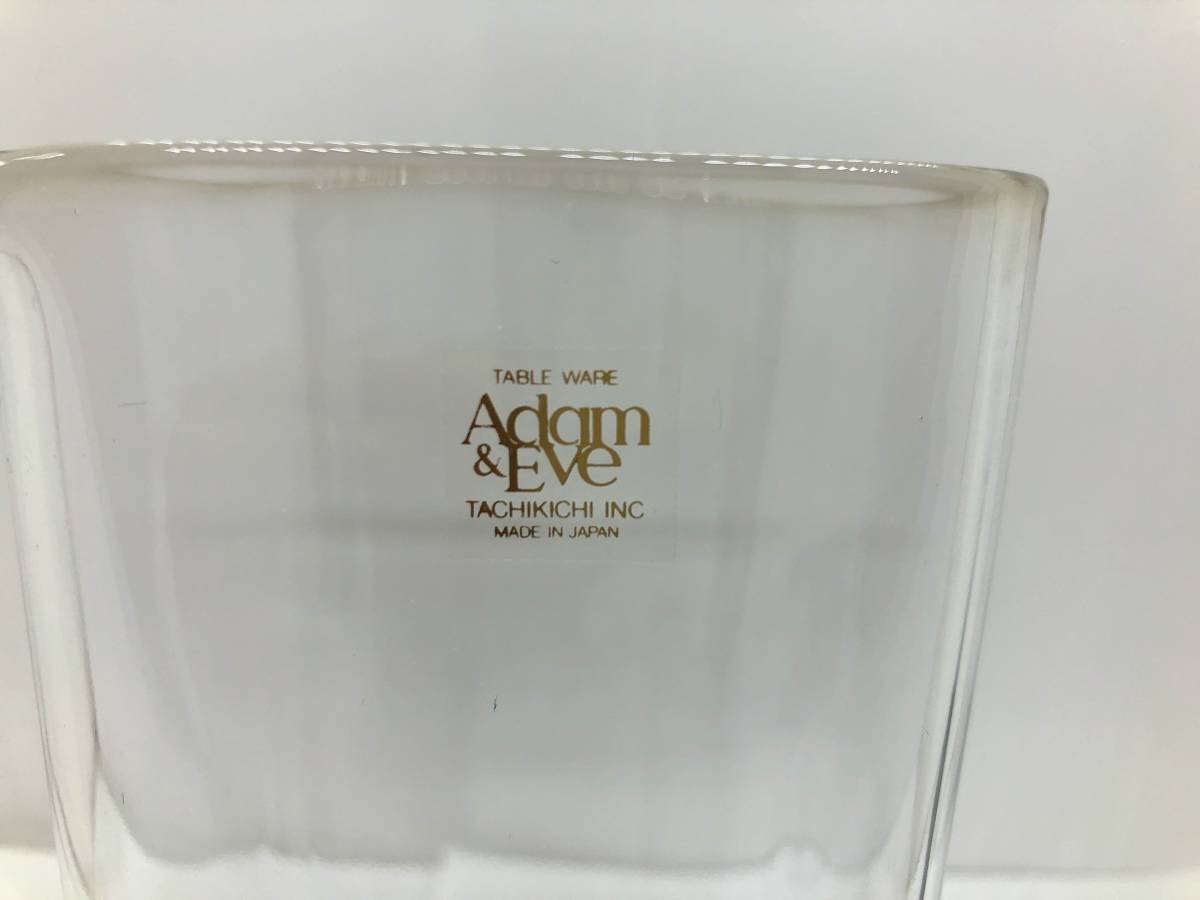 TABLE WARE
Adam
& Eve
TACHIKICHI INC
MADE IN JAPAN